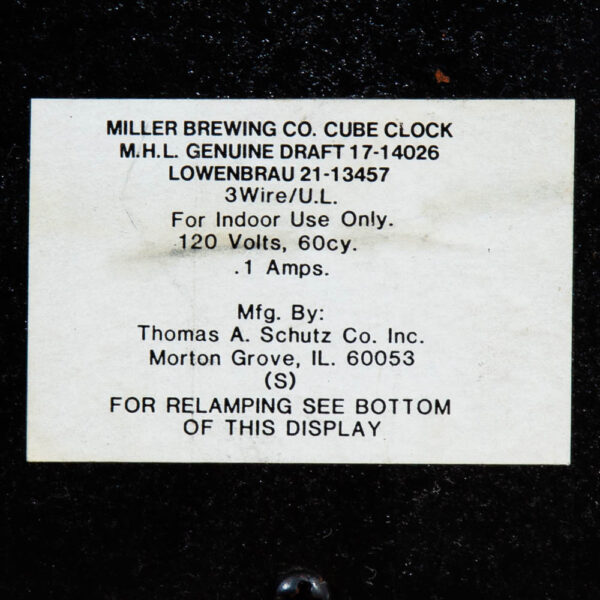 MILLER BREWING CO. CUBE CLOCK
M.H.L. GENUINE DRAFT 17-14026
LOWENBRAU 21-13457
3Wire/U.L.
For Indoor Use Only.
120 Volts, 60cy.
.1 Amps.
Mfg. By:
Thomas A. Schutz Co. Inc.
Morton Grove, IL. 60053
(S)
FOR RELAMPING SEE BOTTOM
OF THIS DISPLAY